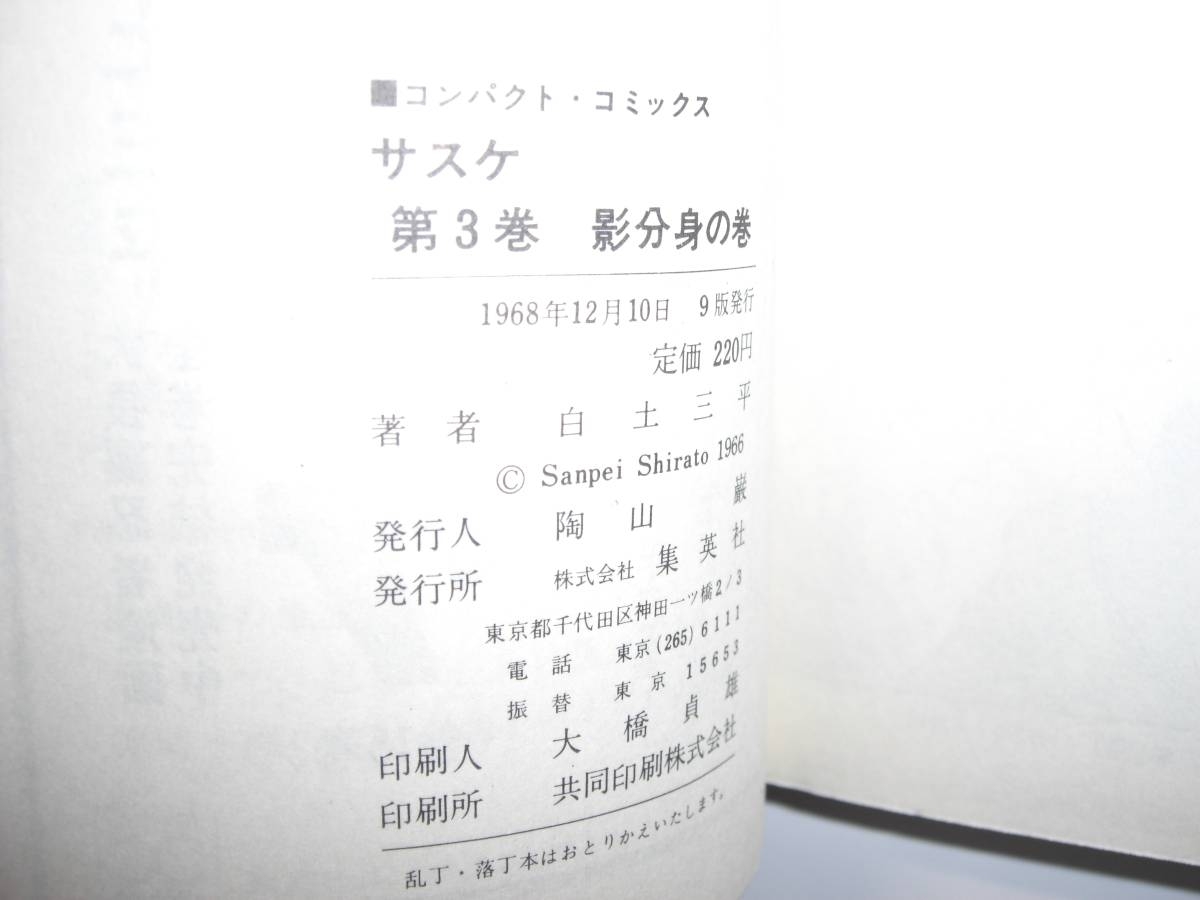 ■コンパクト・コミックス
サスケ
第3巻 影分身の巻
1968年12月10日 9版発行
定価 220円
著者 白土三平
© Sanpei Shirato 1966
発行人 陶山 巌
発行所 株式会社 集英社
東京都千代田区神田一ツ橋2/3
電話 東京(265)6111
振替 東京 15653
印刷人 大橋貞雄
印刷所 共同印刷株式会社
乱丁・落丁本はおとりかえいたします。